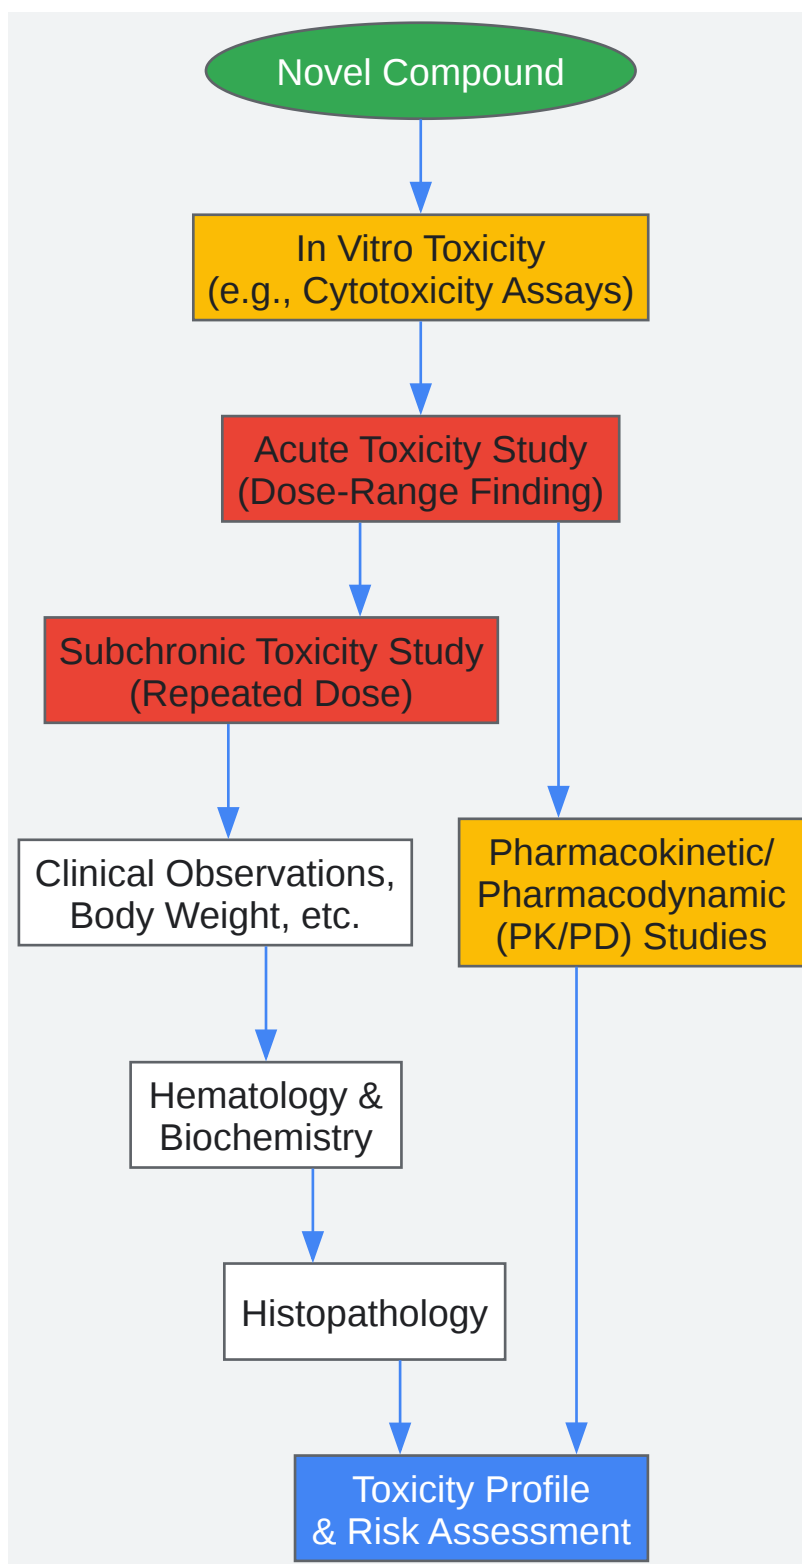 Novel Compound
In Vitro Toxicity
(e.g., Cytotoxicity Assays)
Acute Toxicity Study
(Dose-Range Finding)
Subchronic Toxicity Study
(Repeated Dose)
Clinical Observations,
Body Weight, etc.
Pharmacokinetic/
Pharmacodynamic
(PK/PD) Studies
Hematology &
Biochemistry
Histopathology
Toxicity Profile
& Risk Assessment